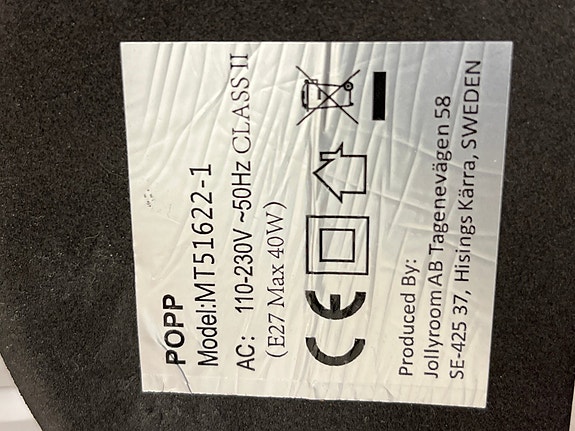 POPP
Model:MT51622-1
AC: 110-230V ~50Hz CLASS II
(E27 Max 40W)
CE
Produced By:
Jollyroom AB Tagenevägen 58
SE-425 37, Hisings Kärra, SWEDEN